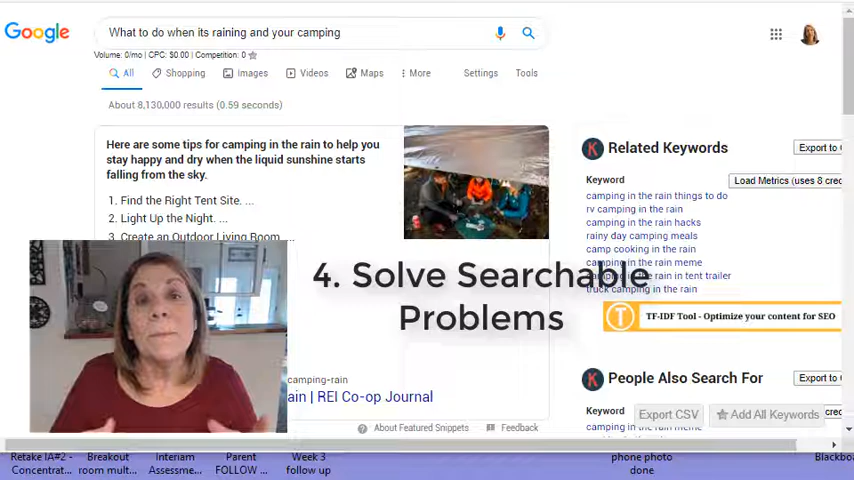 Google
What to do when its raining and your camping
Volume: 0/mo | CPC: $0.00 | Competition: 0
All
Shopping
Images
Videos
Maps
More
Settings
Tools
About 8,130,000 results (0.59 seconds)
Here are some tips for camping in the rain to help you
stay happy and dry when the liquid sunshine starts
falling from the sky.
1. Find the Right Tent Site. ...
2. Light Up the Night. ...
3. Create an Outdoor Living Room. ...
4. Solve Searchable
Problems
camping-rain
ain | REI Co-op Journal
About Featured Snippets
Feedback
K
Related Keywords
Export to
Keyword
Load Metrics (uses 8 cred
camping in the rain things to do
rv camping in the rain
camping in the rain hacks
rainy day camping meals
camp cooking in the rain
camping in the rain meme
camping in the rain in tent trailer
truck camping in the rain
T
TF-IDF Tool - Optimize your content for SEO
K
People Also Search For
Export to
Keyword
Export CSV
Add All Keywords
camping in the rain meme
Retake IA#2 -
Concentrat...
Breakout
room mult...
Interiam
Assessme...
Parent
FOLLOW ...
Week 3
follow up
phone photo
done
Blackboa